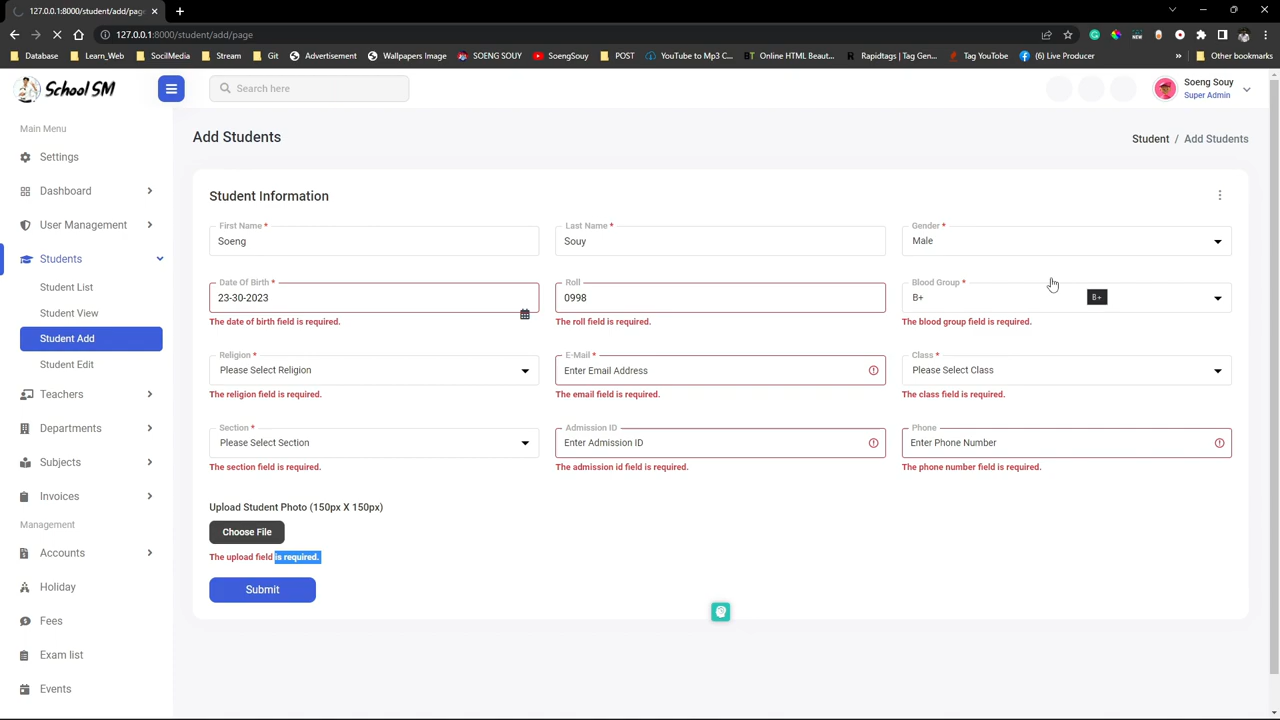 127.0.0.1:8000/student/add/pag
127.0.0.1:8000/student/add/page
Database Learn_Web SocilMedia Stream Git Advertisement Wallpapers Image SOENG SOUY SoengSouy POST YouTube to Mp3 C... Online HTML Beaut... Rapidtags | Tag Gen... Tag YouTube (6) Live Producer » Other bookmarks
School SM
Search here
Soeng Souy
Super Admin
Main Menu
Settings
Dashboard
User Management
Students
Student List
Student View
Student Add
Student Edit
Teachers
Departments
Subjects
Invoices
Management
Accounts
Holiday
Fees
Exam list
Events
Add Students
Student / Add Students
Student Information
First Name * Last Name * Gender *
Soeng Souy Male
Date Of Birth * Roll Blood Group *
23-30-2023 0998 B+ B+
The date of birth field is required. The roll field is required. The blood group field is required.
Religion * E-Mail * Class *
Please Select Religion Enter Email Address Please Select Class
The religion field is required. The email field is required. The class field is required.
Section * Admission ID Phone
Please Select Section Enter Admission ID Enter Phone Number
The section field is required. The admission id field is required. The phone number field is required.
Upload Student Photo (150px X 150px)
Choose File
The upload field is required.
Submit